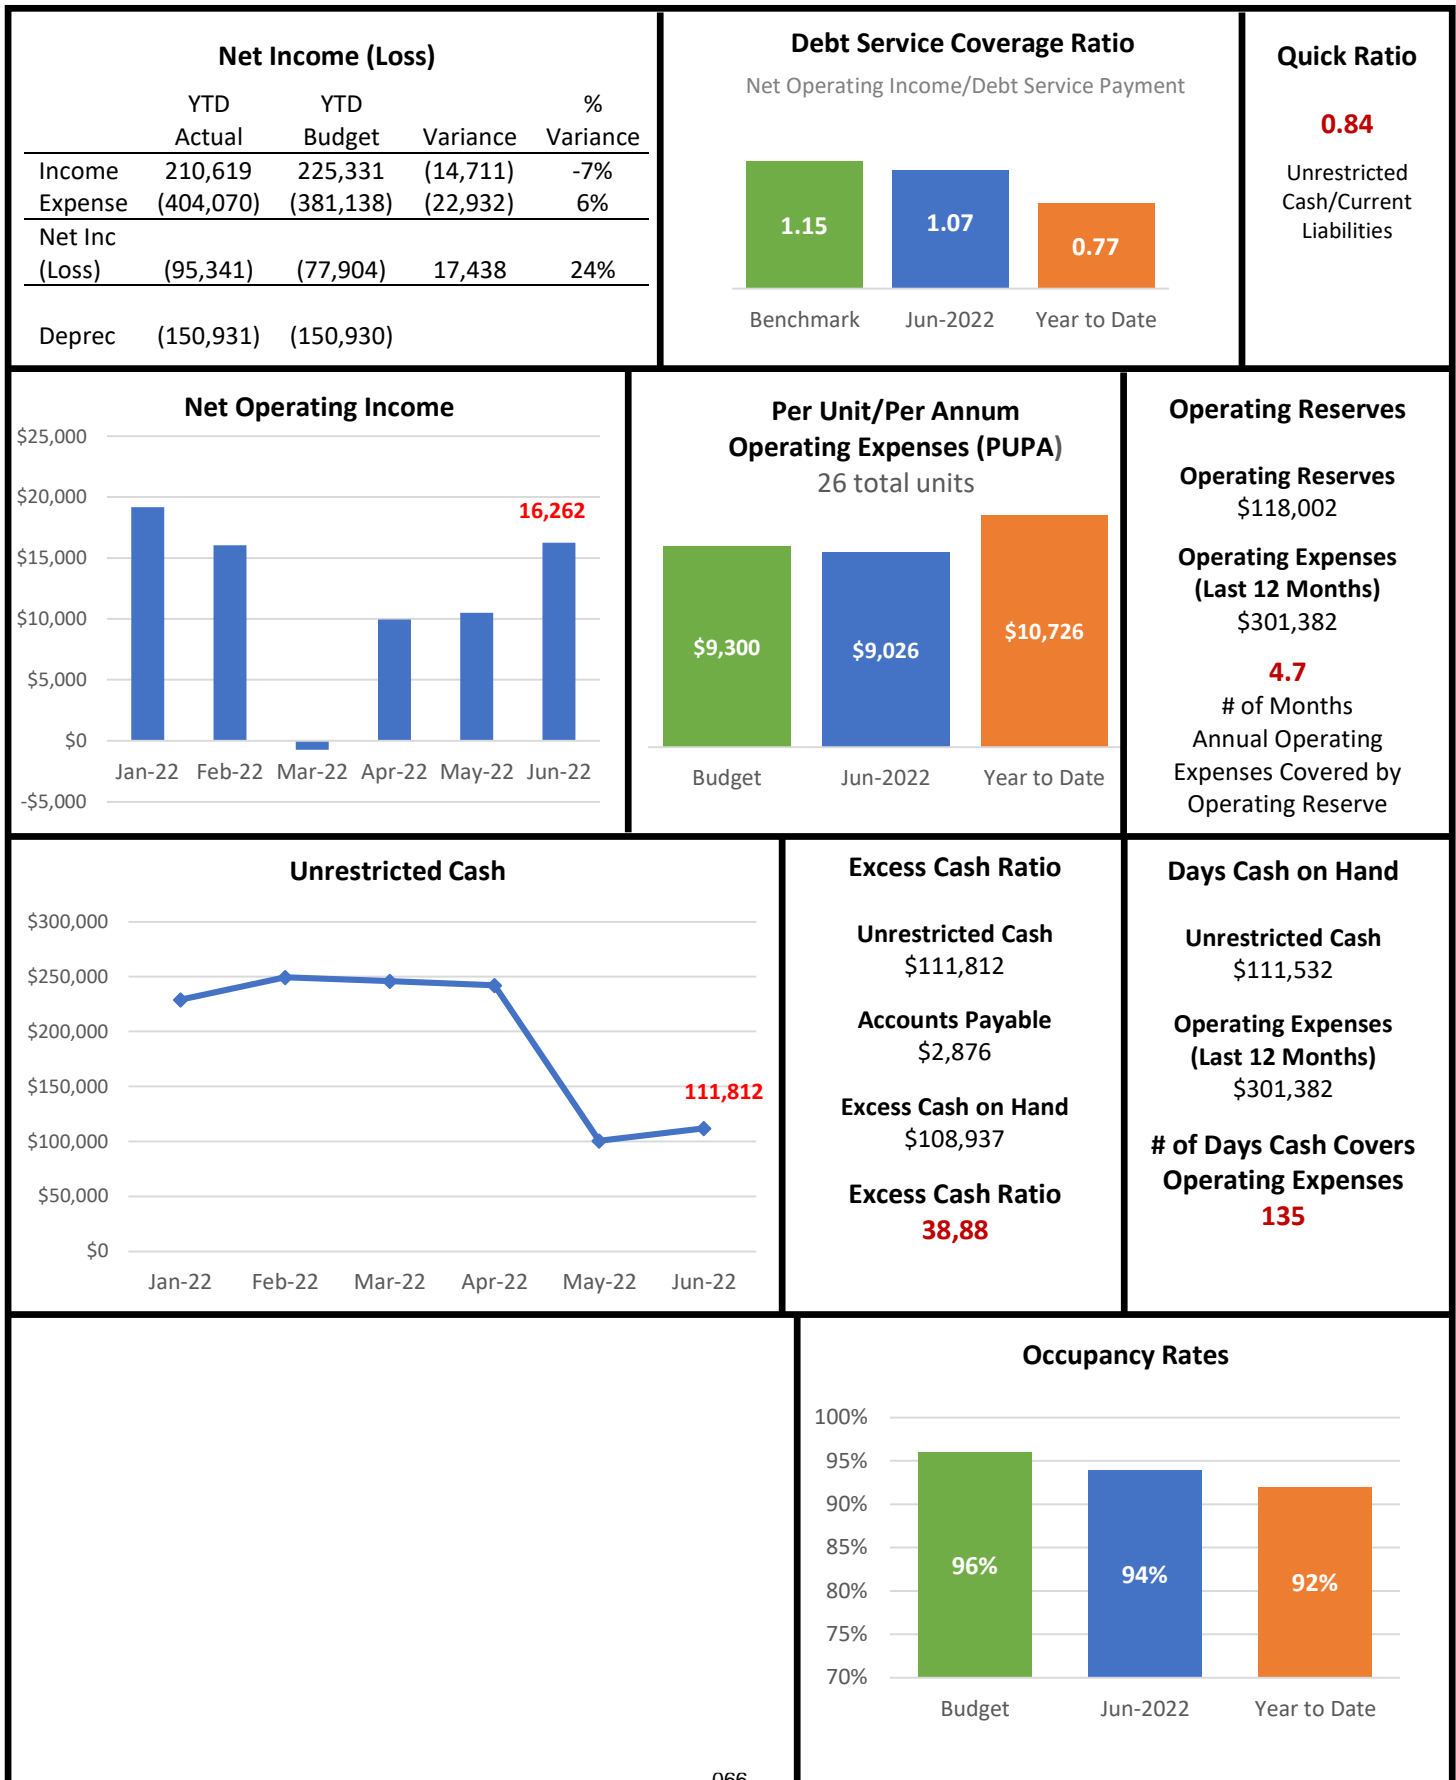 Net Income (Loss)
YTD Actual YTD Budget Variance % Variance
Income 210,619 225,331 (14,711) -7%
Expense (404,070) (381,138) (22,932) 6%
Net Inc (Loss) (95,341) (77,904) 17,438 24%
Deprec (150,931) (150,930)
Debt Service Coverage Ratio
Net Operating Income/Debt Service Payment
1.15 1.07 0.77
Benchmark Jun-2022 Year to Date
Quick Ratio
0.84
Unrestricted
Cash/Current
Liabilities
Net Operating Income
$25,000
$20,000
16,262
$15,000
$10,000
$5,000
$0
Jan-22 Feb-22 Mar-22 Apr-22 May-22 Jun-22
-$5,000
Per Unit/Per Annum
Operating Expenses (PUPA)
26 total units
$9,300 $9,026 $10,726
Budget Jun-2022 Year to Date
Operating Reserves
Operating Reserves
$118,002
Operating Expenses
(Last 12 Months)
$301,382
4.7
# of Months
Annual Operating
Expenses Covered by
Operating Reserve
Unrestricted Cash
$300,000
$250,000
$200,000
$150,000
111,812
$100,000
$50,000
$0
Jan-22 Feb-22 Mar-22 Apr-22 May-22 Jun-22
Excess Cash Ratio
Unrestricted Cash
$111,812
Accounts Payable
$2,876
Excess Cash on Hand
$108,937
Excess Cash Ratio
38,88
Days Cash on Hand
Unrestricted Cash
$111,532
Operating Expenses
(Last 12 Months)
$301,382
# of Days Cash Covers
Operating Expenses
135
Occupancy Rates
100%
95%
90%
85%
80%
75%
70%
96% 94% 92%
Budget Jun-2022 Year to Date
066